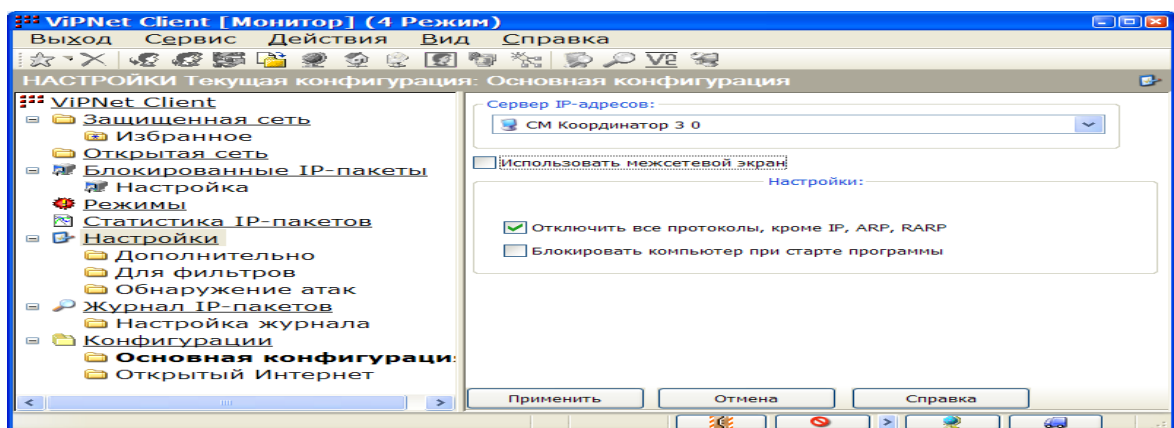 ViPNet Client [Монитор] (4 Режим)
Выход Сервис Действия Вид Справка
НАСТРОЙКИ Текущая конфигурация: Основная конфигурация
ViPNet Client
Защищенная сеть
Избранное
Открытая сеть
Блокированные IP-пакеты
Настройка
Режимы
Статистика IP-пакетов
Настройки
Дополнительно
Для фильтров
Обнаружение атак
Журнал IP-пакетов
Настройка журнала
Конфигурации
Основная конфигураци
Открытый Интернет
Сервер IP-адресов:
СМ Координатор 3 0
Использовать межсетевой экран
Настройки:
Отключить все протоколы, кроме IP, ARP, RARP
Блокировать компьютер при старте программы
Применить Отмена Справка